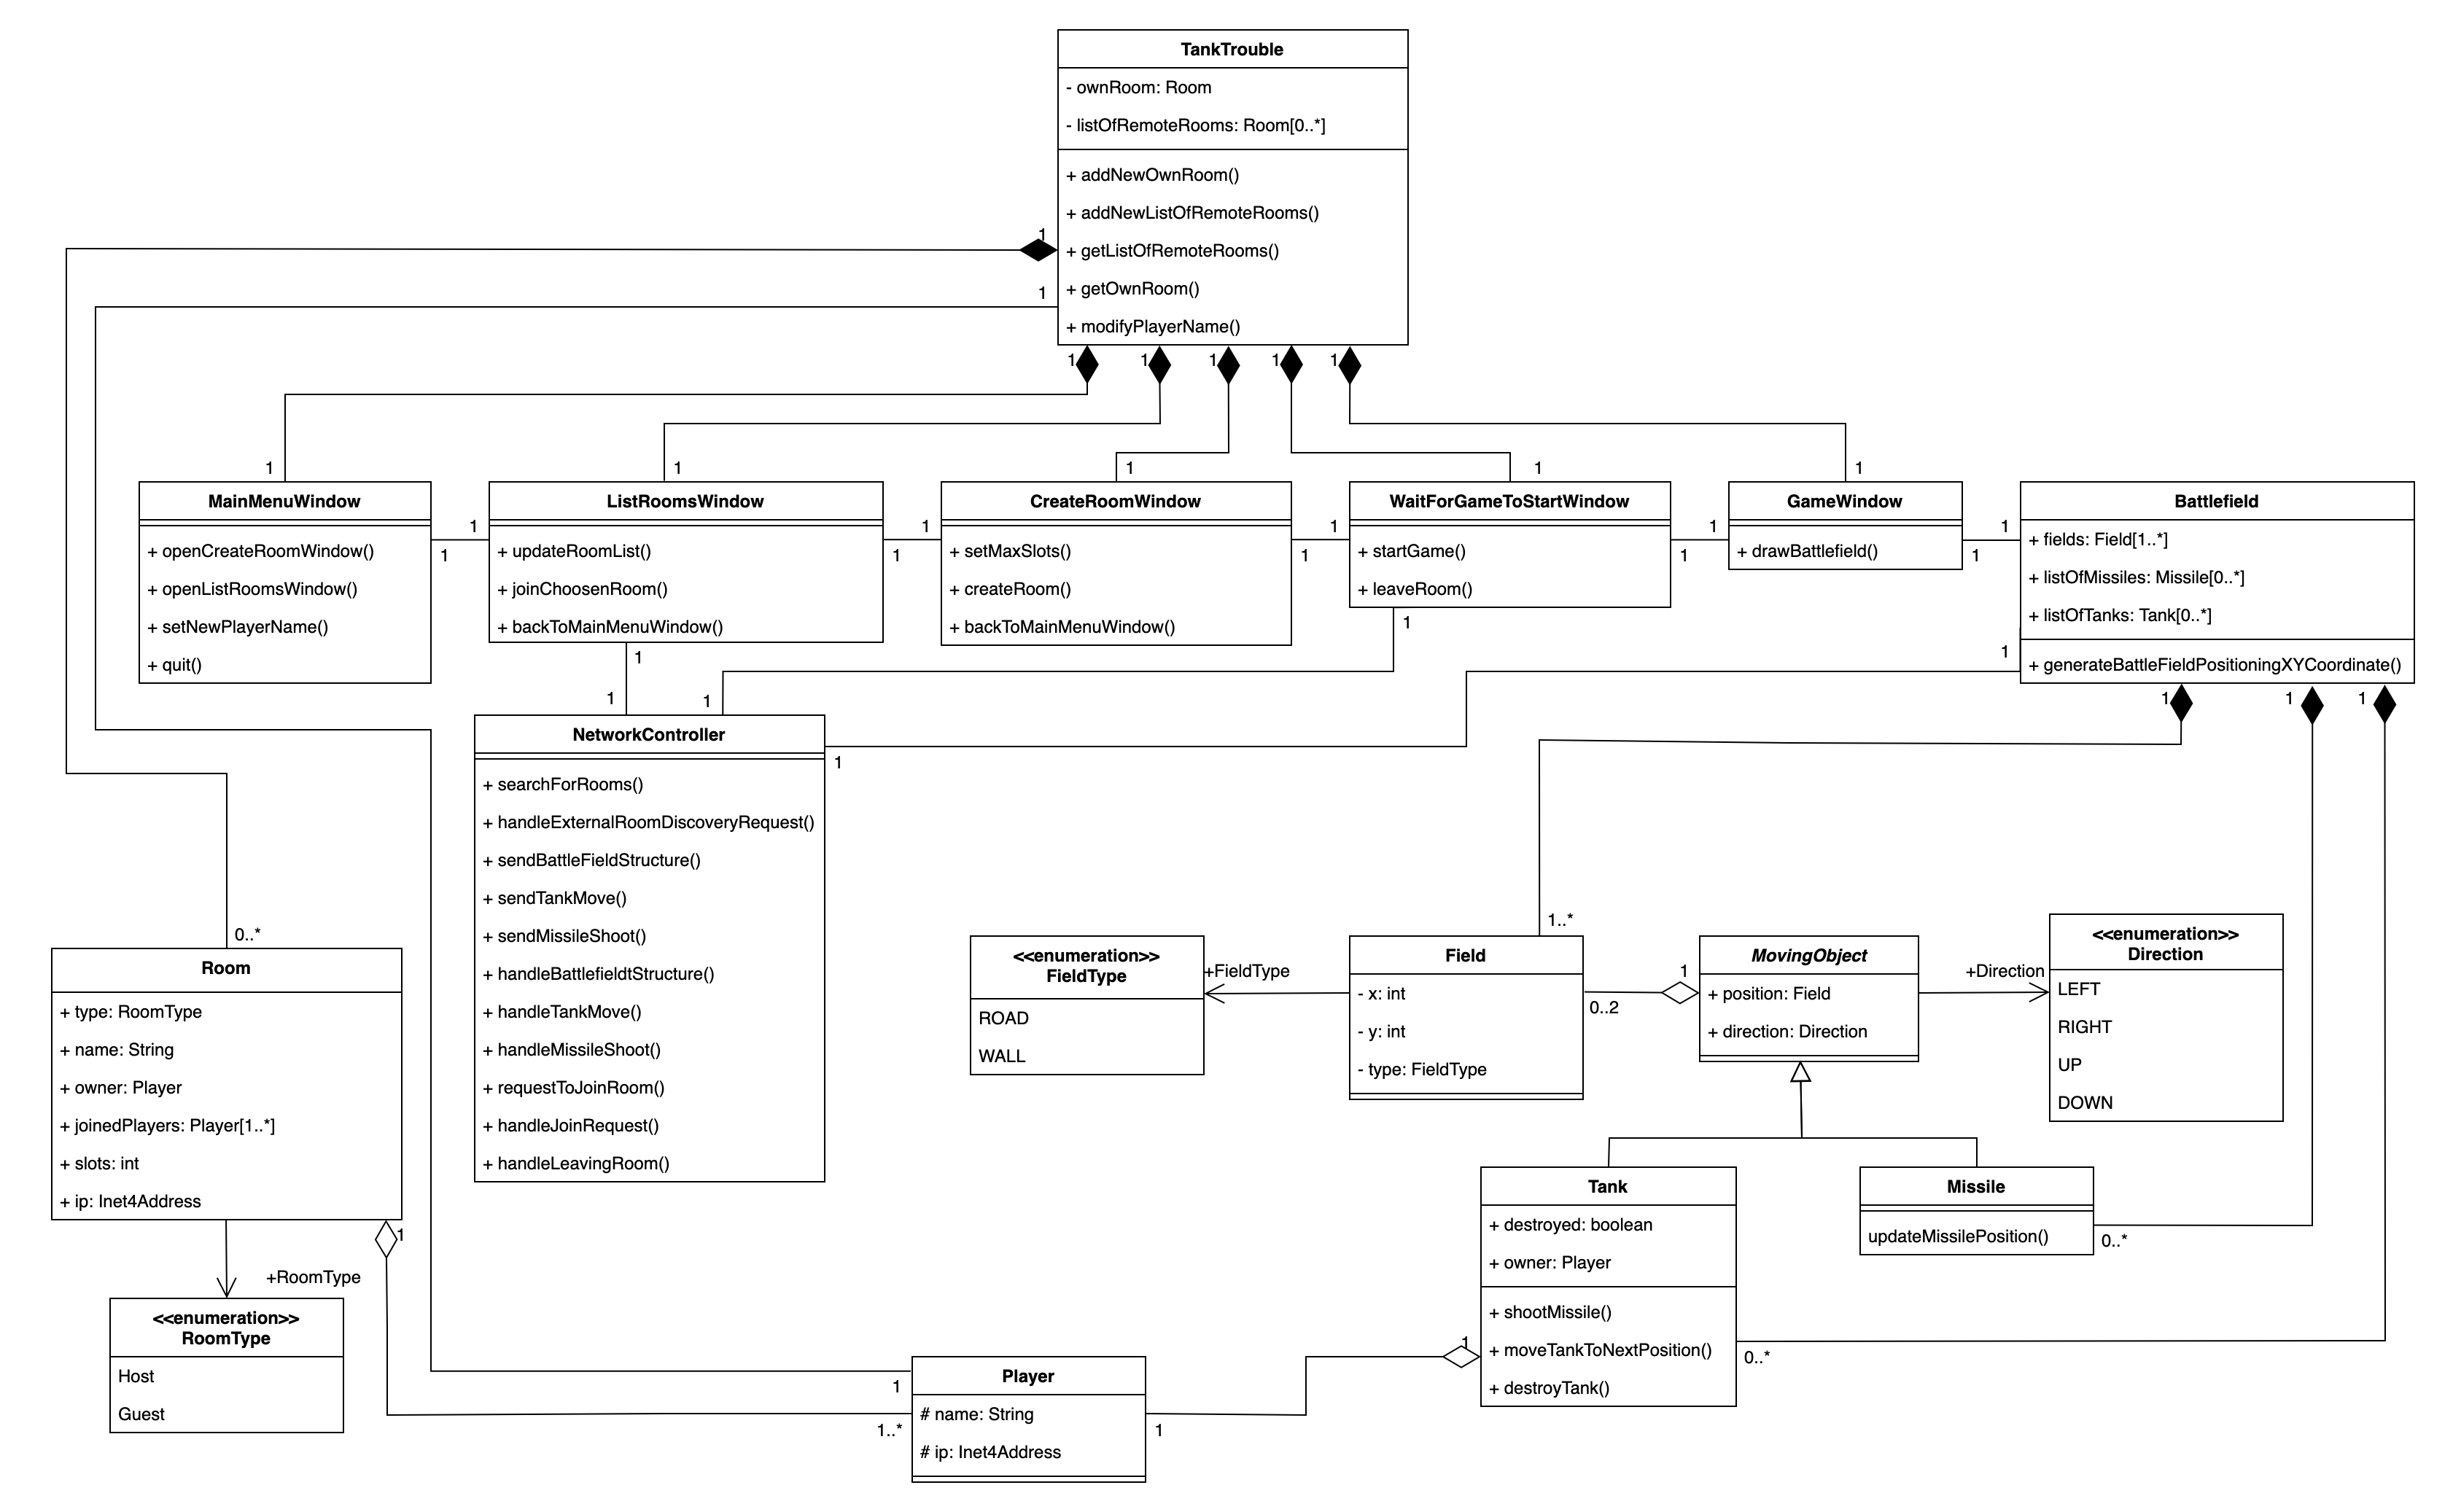 TankTrouble
- ownRoom: Room
- listOfRemoteRooms: Room[0..*]
+ addNewOwnRoom()
+ addNewListOfRemoteRooms()
+ getListOfRemoteRooms()
+ getOwnRoom()
+ modifyPlayerName()
1
1
1
1
1
1
1
1
1
1
1
1
MainMenuWindow
+ openCreateRoomWindow()
+ openListRoomsWindow()
+ setNewPlayerName()
+ quit()
1
1
ListRoomsWindow
+ updateRoomList()
+ joinChoosenRoom()
+ backToMainMenuWindow()
1
1
CreateRoomWindow
+ setMaxSlots()
+ createRoom()
+ backToMainMenuWindow()
1
1
WaitForGameToStartWindow
+ startGame()
+ leaveRoom()
1
1
GameWindow
+ drawBattlefield()
1
1
Battlefield
+ fields: Field[1..*]
+ listOfMissiles: Missile[0..*]
+ listOfTanks: Tank[0..*]
+ generateBattleFieldPositioningXYCoordinate()
1
1
1
1
1
1
1
1
1
NetworkController
+ searchForRooms()
+ handleExternalRoomDiscoveryRequest()
+ sendBattleFieldStructure()
+ sendTankMove()
+ sendMissileShoot()
+ handleBattlefieldtStructure()
+ handleTankMove()
+ handleMissileShoot()
+ requestToJoinRoom()
+ handleJoinRequest()
+ handleLeavingRoom()
0..*
Room
+ type: RoomType
+ name: String
+ owner: Player
+ joinedPlayers: Player[1..*]
+ slots: int
+ ip: Inet4Address
1
+RoomType
<<enumeration>>
RoomType
Host
Guest
<<enumeration>>
FieldType
ROAD
WALL
+FieldType
1..*
Field
- x: int
- y: int
- type: FieldType
0..2
1
MovingObject
+ position: Field
+ direction: Direction
+Direction
<<enumeration>>
Direction
LEFT
RIGHT
UP
DOWN
Tank
+ destroyed: boolean
+ owner: Player
+ shootMissile()
+ moveTankToNextPosition()
+ destroyTank()
0..*
1
Missile
updateMissilePosition()
0..*
Player
# name: String
# ip: Inet4Address
1
1..*
1